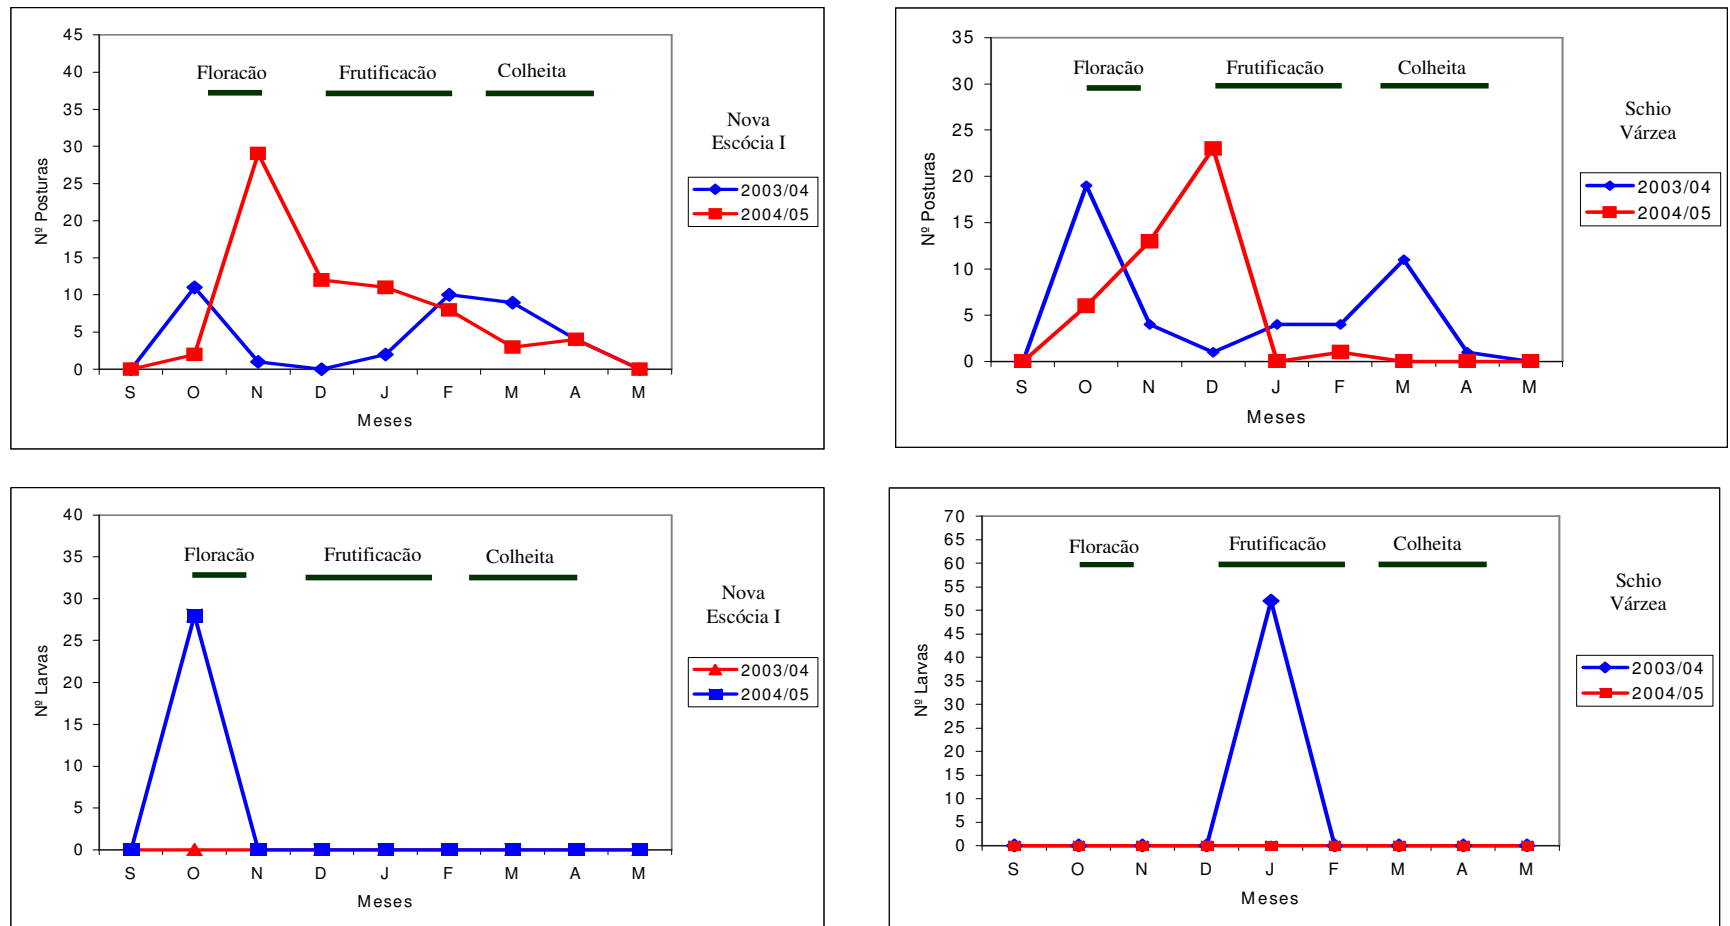 45
40
35
30
25
20
15
10
5
0
Nº Posturas
Floracão
Frutificacão
Colheita
S O N D J F M A M
Meses
Nova
Escócia I
2003/04
2004/05
35
30
25
20
15
10
5
0
Nº Posturas
Floracão
Frutificacão
Colheita
S O N D J F M A M
Meses
Schio
Várzea
2003/04
2004/05
40
35
30
25
20
15
10
5
0
Nº Larvas
Floracão
Frutificacão
Colheita
S O N D J F M A M
Meses
Nova
Escócia I
2003/04
2004/05
70
65
60
55
50
45
40
35
30
25
20
15
10
5
0
Nº Larvas
Floracão
Frutificacão
Colheita
S O N D J F M A M
Meses
Schio
Várzea
2003/04
2004/05